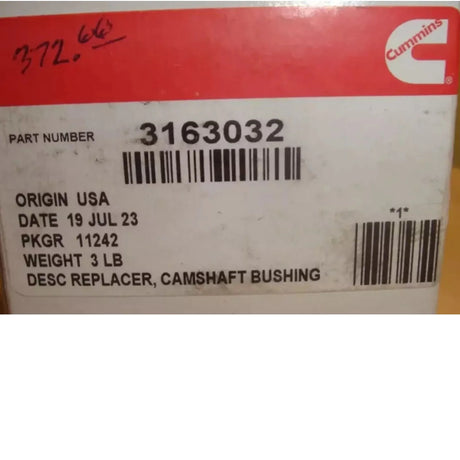 372.66
Cummins
PART NUMBER 3163032
ORIGIN USA
DATE 19 JUL 23
PKGR 11242
WEIGHT 3 LB
DESC REPLACER, CAMSHAFT BUSHING
*1*